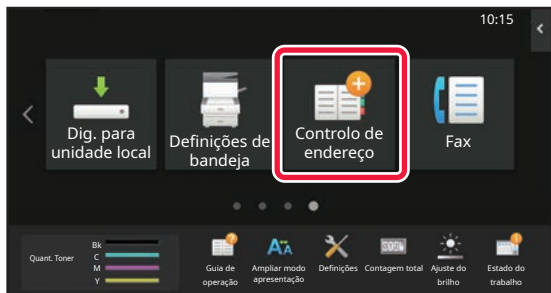 10:15
Dig. para
unidade local
Definições de
bandeja
Controlo de
endereço
Fax
Quant. Toner
Bk
C
M
Y
Guia de
operação
Ampliar modo
apresentação
Definições
Contagem total
Ajuste do
brilho
Estado do
trabalho